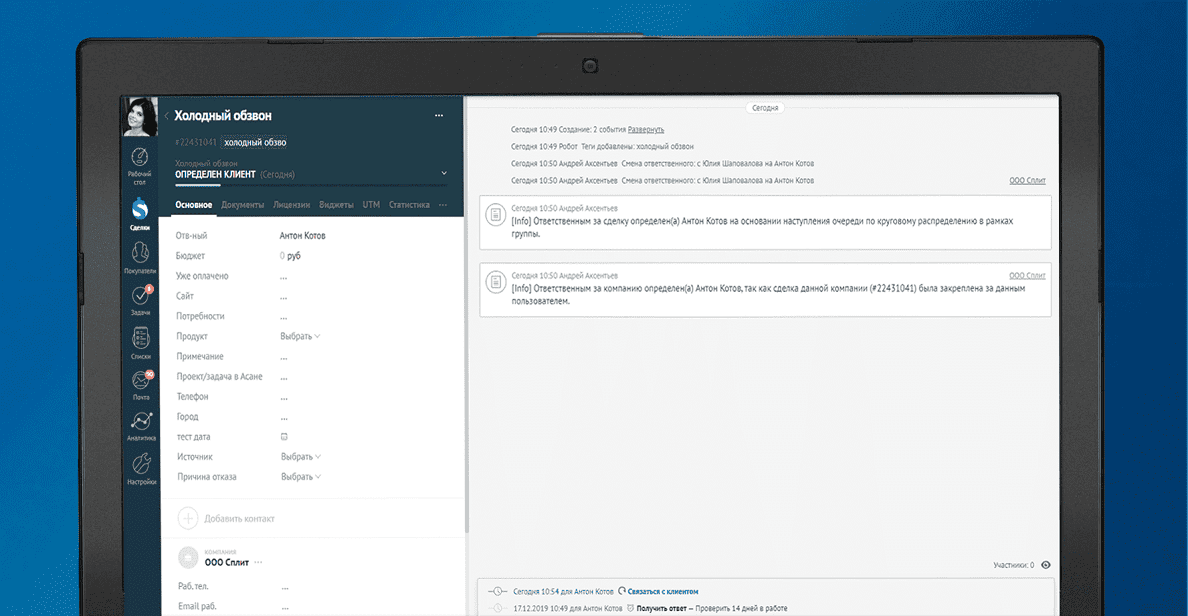 Холодный обзвон
#22431041 холодный обзво
Холодный обзвон
ОПРЕДЕЛЕН КЛИЕНТ (Сегодня)
Основное Документы Лицензии Виджеты UTM Статистика ...
Рабочий
стол
Сделки
Покупатели
8
Задачи
Списки
Почта
Аналитика
Настройки
Отв-ный Антон Котов
Бюджет 0 руб
Уже оплачено ...
Сайт ...
Потребности ...
Продукт Выбрать
Примечание ...
Проект/задача в Асане ...
Телефон ...
Город ...
тест дата
Источник Выбрать
Причина отказа Выбрать
Добавить контакт
КОМПАНИЯ
ООО Сплит ...
Раб. тел. ...
Email раб. ...
Сегодня
Сегодня 10:49 Создание: 2 события Развернуть
Сегодня 10:49 Робот Теги добавлены: холодный обзвон
Сегодня 10:50 Андрей Аксентьев Смена ответственного: с Юлия Шаповалова на Антон Котов
Сегодня 10:50 Андрей Аксентьев Смена ответственного: с Юлия Шаповалова на Антон Котов ООО Сплит
Сегодня 10:50 Андрей Аксентьев
[Info] Ответственным за сделку определен(а) Антон Котов на основании наступления очереди по круговому распределению в рамках
группы.
Сегодня 10:50 Андрей Аксентьев ООО Сплит
[Info] Ответственным за компанию определен(а) Антон Котов, так как сделка данной компании (#22431041) была закреплена за данным
пользователем.
Участники: 0
Сегодня 10:54 для Антон Котов Связаться с клиентом
17.12.2019 10:49 для Антон Котов Получить ответ – Проверить 14 дней в работе